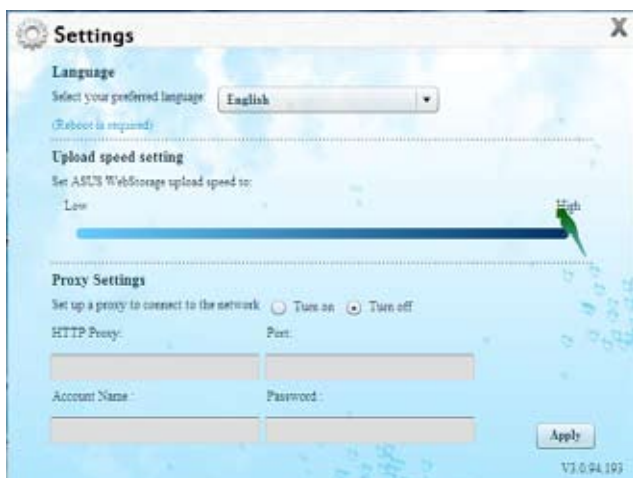 Settings
X
Language
Select your preferred language
English
(Reboot is required)
Upload speed setting
Set ASUS WebStorage upload speed to:
Low High
Proxy Settings
Set up a proxy to connect to the network Turn on Turn off
HTTP Proxy: Port:
Account Name : Password :
Apply
V3.0.94.193